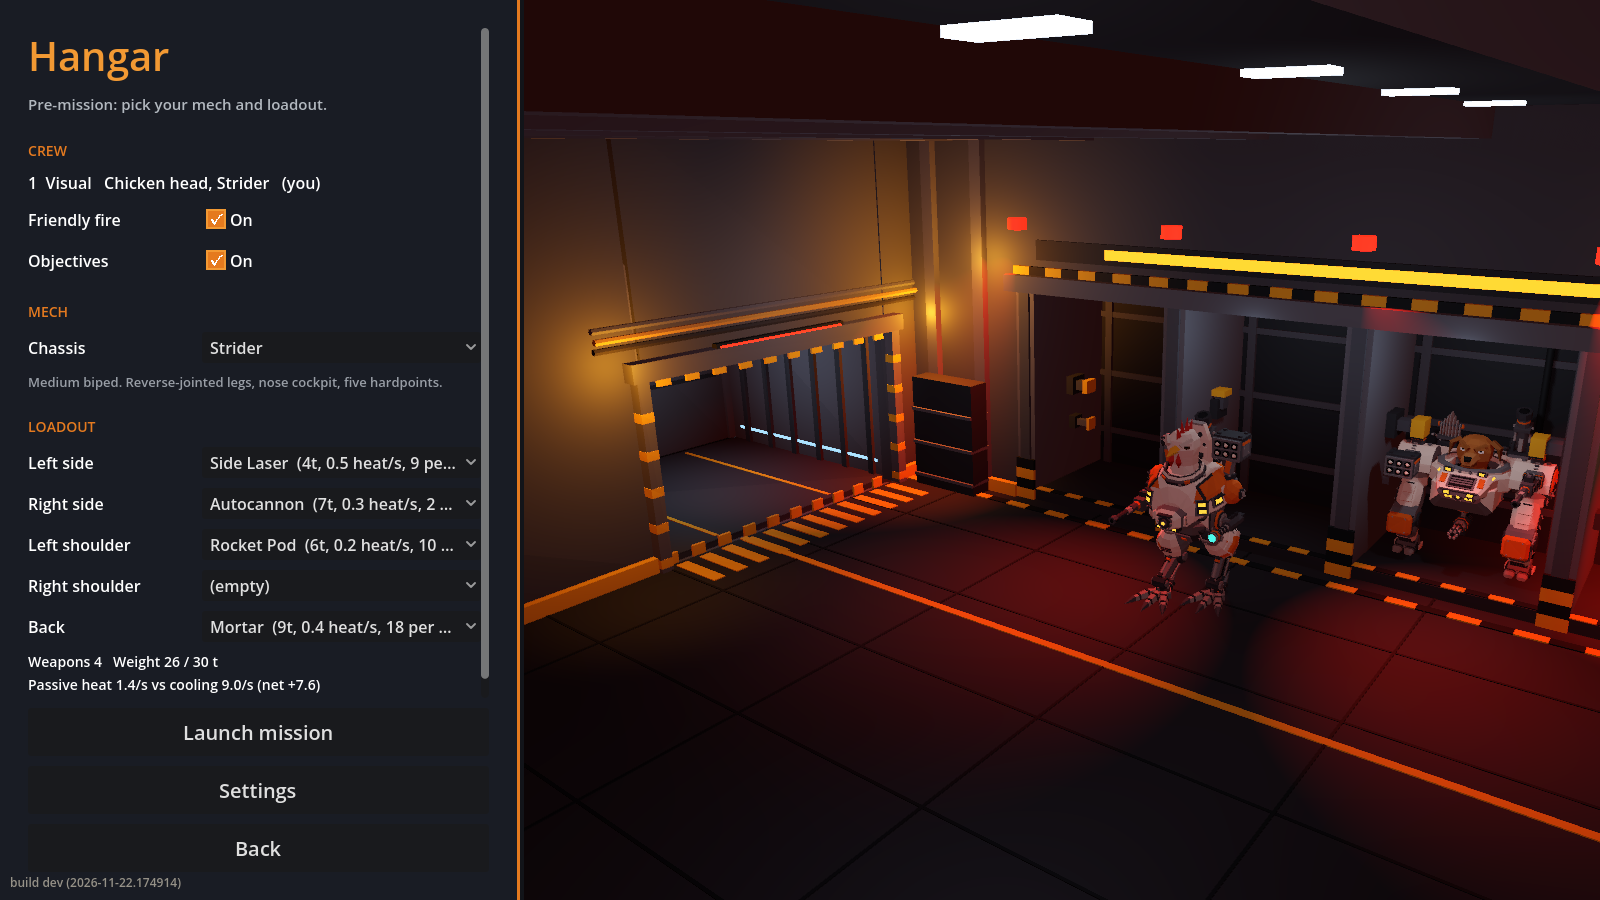 Hangar
Pre-mission: pick your mech and loadout.
CREW
1 Visual Chicken head, Strider (you)
Friendly fire On
Objectives On
MECH
Chassis Strider
Medium biped. Reverse-jointed legs, nose cockpit, five hardpoints.
LOADOUT
Left side Side Laser (4t, 0.5 heat/s, 9 pe...
Right side Autocannon (7t, 0.3 heat/s, 2 ...
Left shoulder Rocket Pod (6t, 0.2 heat/s, 10 ...
Right shoulder (empty)
Back Mortar (9t, 0.4 heat/s, 18 per ...
Weapons 4 Weight 26 / 30 t
Passive heat 1.4/s vs cooling 9.0/s (net +7.6)
Launch mission
Settings
Back
build dev (2026-11-22.174914)